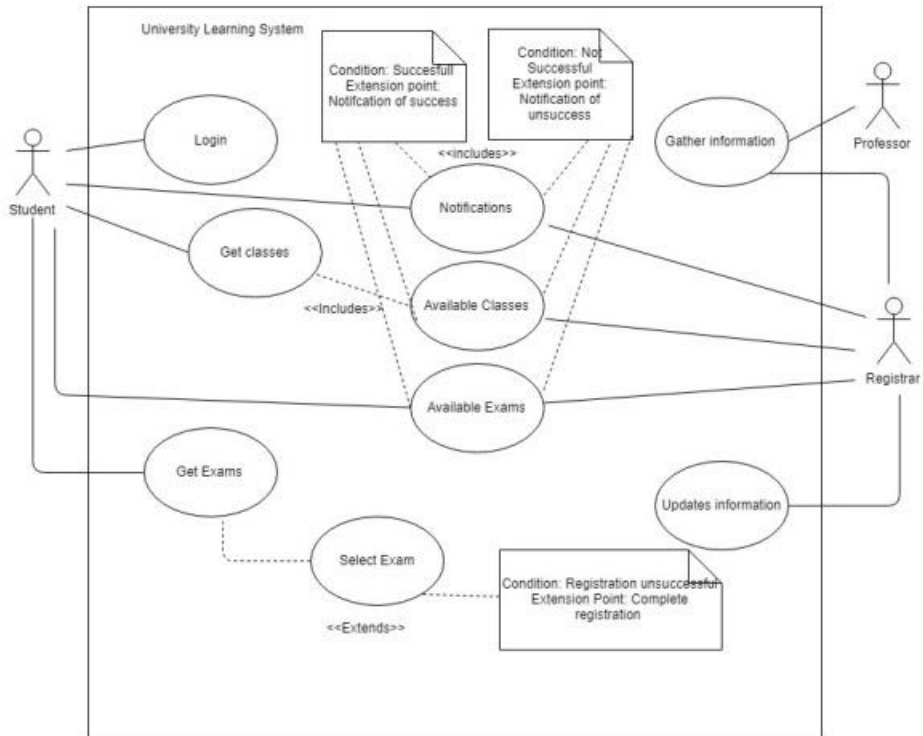 University Learning System
Condition: Succesfull
Extension point:
Notifcation of success
Condition: Not
Successful
Extension point:
Notification of
unsuccess
Login
Gather information
Professor
<<includes>>
Student
Notifications
Get classes
<<Includes>>
Available Classes
Registrar
Available Exams
Get Exams
Updates information
Select Exam
Condition: Registration unsuccessful
Extension Point: Complete
registration
<<Extends>>